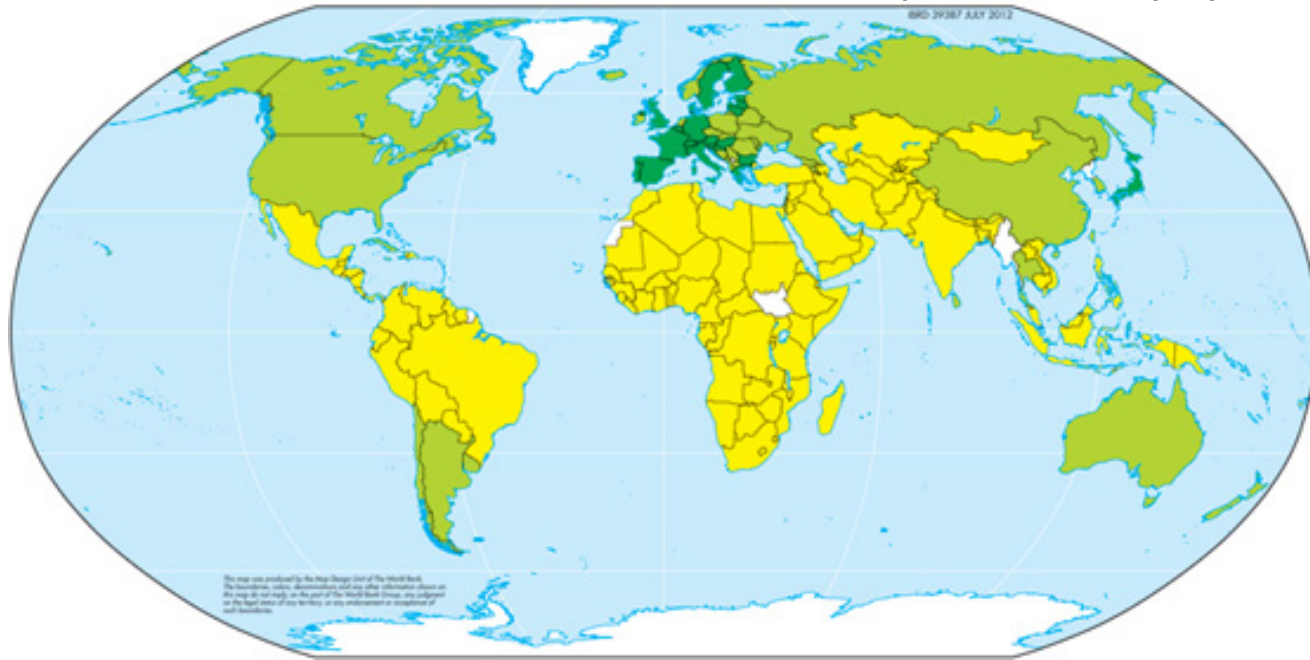 IBRD 39387 JULY 2012
This map was produced by the Map Design Unit of The World Bank.
The boundaries, colors, denominations and any other information shown on
this map do not imply, on the part of The World Bank Group, any judgment
on the legal status of any territory, or any endorsement or acceptance of
such boundaries.